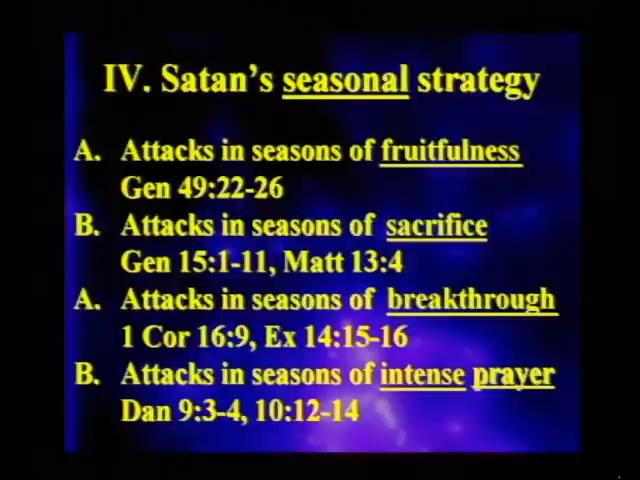 IV. Satan's seasonal strategy
A. Attacks in seasons of fruitfulness
Gen 49:22-26
B. Attacks in seasons of sacrifice
Gen 15:1-11, Matt 13:4
A. Attacks in seasons of breakthrough
1 Cor 16:9, Ex 14:15-16
B. Attacks in seasons of intense prayer
Dan 9:3-4, 10:12-14